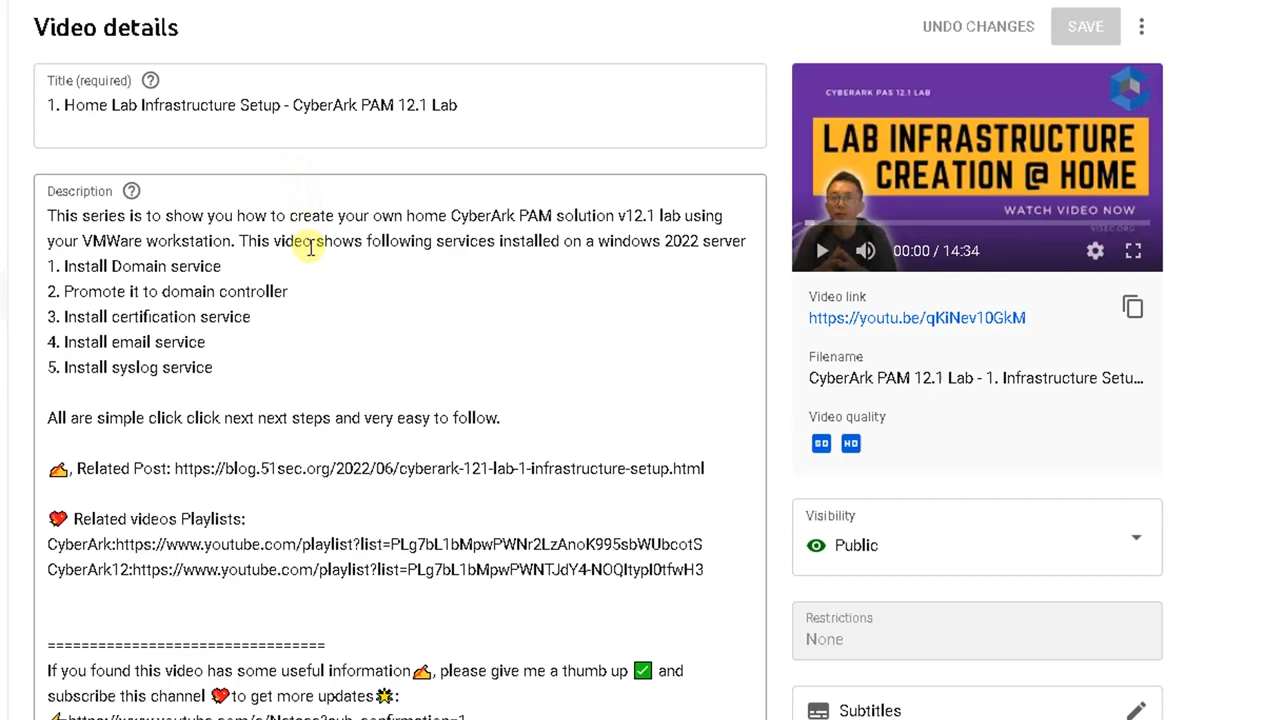 Video details
UNDO CHANGES
SAVE
Title (required)
1. Home Lab Infrastructure Setup - CyberArk PAM 12.1 Lab
Description
This series is to show you how to create your own home CyberArk PAM solution v12.1 lab using
your VMWare workstation. This video shows following services installed on a windows 2022 server
1. Install Domain service
2. Promote it to domain controller
3. Install certification service
4. Install email service
5. Install syslog service
All are simple click click next next steps and very easy to follow.
✍, Related Post: https://blog.51sec.org/2022/06/cyberark-121-lab-1-infrastructure-setup.html
💖 Related videos Playlists:
CyberArk:https://www.youtube.com/playlist?list=PLg7bL1bMpwPWNr2LzAnoK995sbWUbcotS
CyberArk12:https://www.youtube.com/playlist?list=PLg7bL1bMpwPWNTJdY4-NOQItypI0tfwH3
================================
If you found this video has some useful information✍, please give me a thumb up ✅ and
subscribe this channel 💖to get more updates🌟:
CYBERARK PAS 12.1 LAB
LAB INFRASTRUCTURE
CREATION @ HOME
WATCH VIDEO NOW
51SEC.ORG
00:00 / 14:34
Video link
https://youtu.be/qKiNev10GkM
Filename
CyberArk PAM 12.1 Lab - 1. Infrastructure Setu...
Video quality
SD HD
Visibility
Public
Restrictions
None
Subtitles